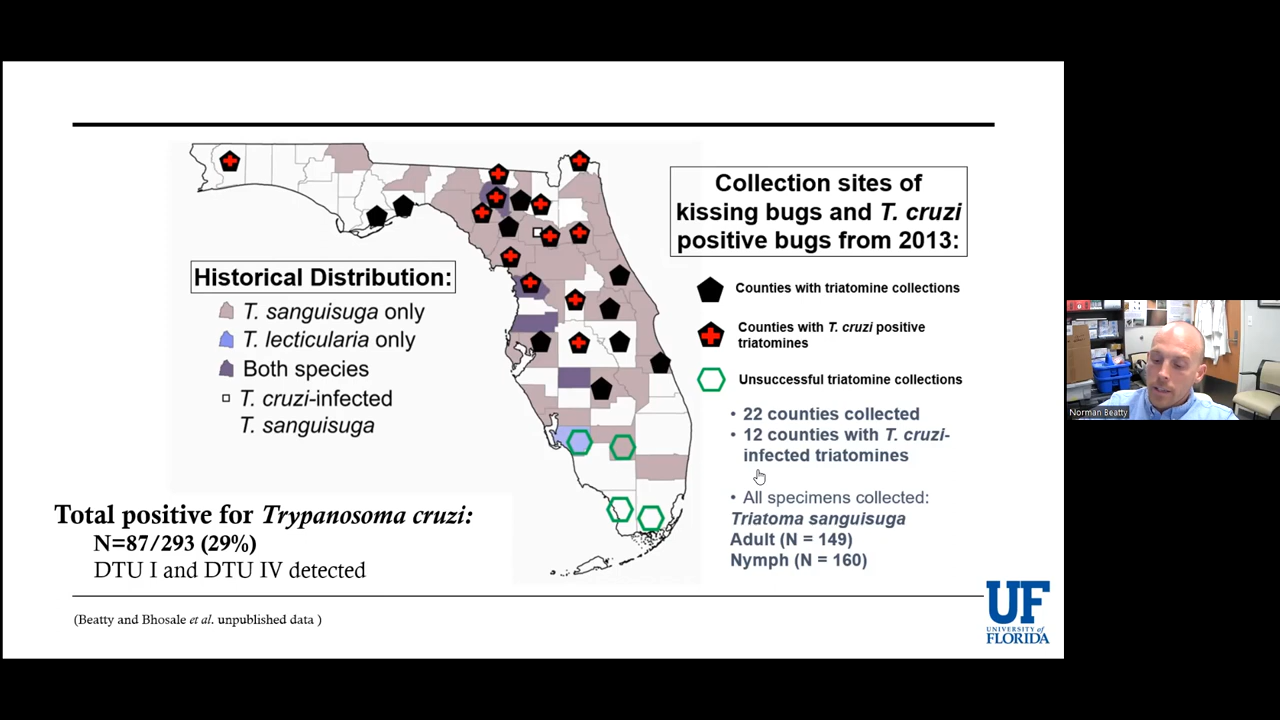 Collection sites of
kissing bugs and T. cruzi
positive bugs from 2013:
Historical Distribution:
T. sanguisuga only
T. lecticularia only
Both species
T. cruzi-infected
T. sanguisuga
Counties with triatomine collections
Counties with T. cruzi positive
triatomines
Unsuccessful triatomine collections
• 22 counties collected
• 12 counties with T. cruzi-
infected triatomines
• All specimens collected:
Triatoma sanguisuga
Adult (N = 149)
Nymph (N = 160)
Total positive for Trypanosoma cruzi:
N=87/293 (29%)
DTU I and DTU IV detected
(Beatty and Bhosale et al. unpublished data )
UF
UNIVERSITY of
FLORIDA
Norman Beatty